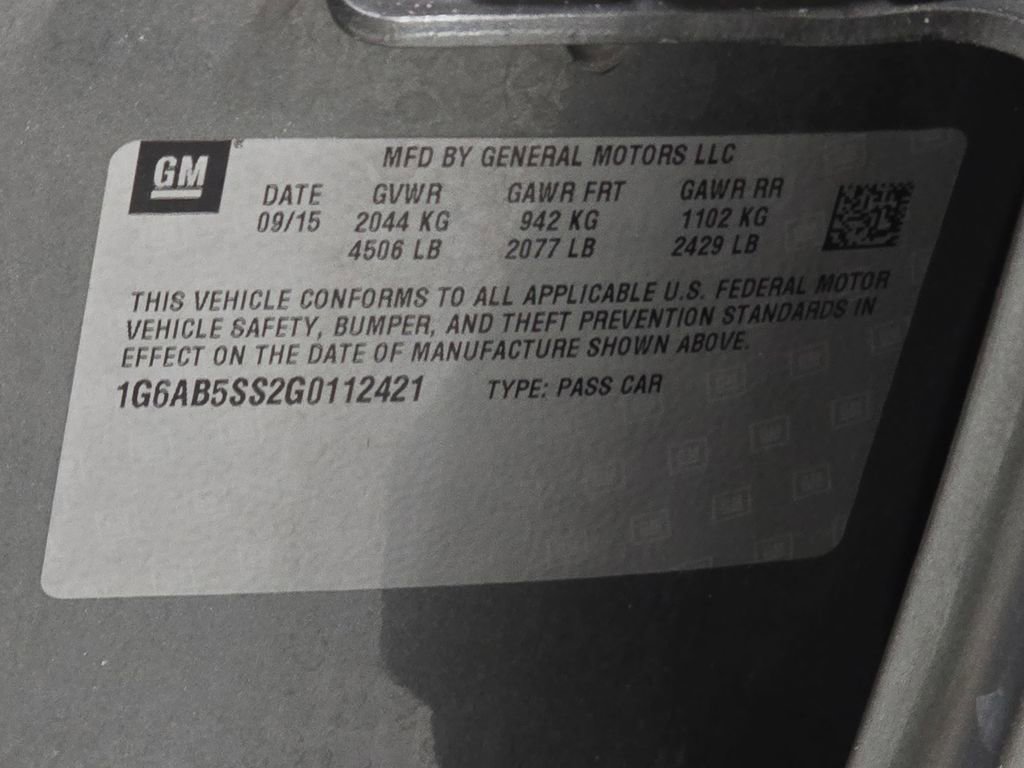 GM
MFD BY GENERAL MOTORS LLC
DATE GVWR GAWR FRT GAWR RR
09/15 2044 KG 942 KG 1102 KG
4506 LB 2077 LB 2429 LB
THIS VEHICLE CONFORMS TO ALL APPLICABLE U.S. FEDERAL MOTOR
VEHICLE SAFETY, BUMPER, AND THEFT PREVENTION STANDARDS IN
EFFECT ON THE DATE OF MANUFACTURE SHOWN ABOVE.
1G6AB5SS2G0112421 TYPE: PASS CAR